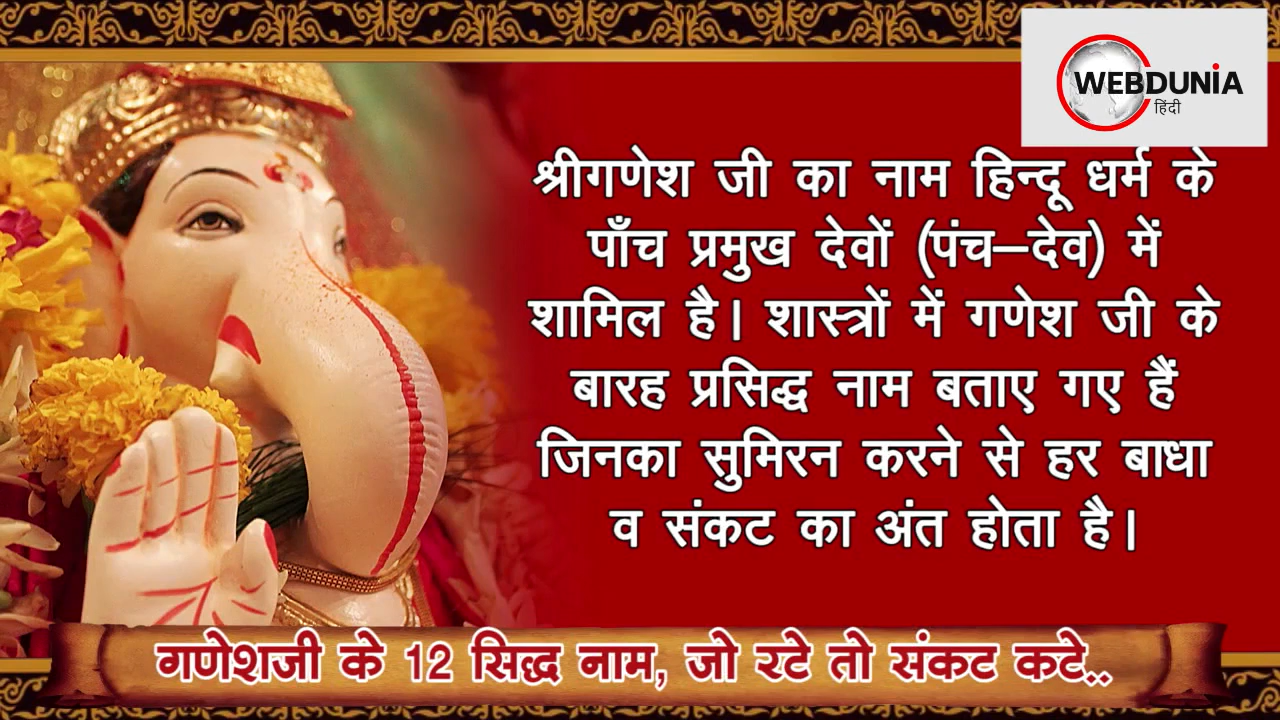 WEBDUNIA
हिंदी
श्रीगणेश जी का नाम हिन्दू धर्म के
पाँच प्रमुख देवों (पंच–देव) में
शामिल है। शास्त्रों में गणेश जी के
बारह प्रसिद्ध नाम बताए गए हैं
जिनका सुमिरन करने से हर बाधा
व संकट का अंत होता है।
गणेशजी के 12 सिद्ध नाम, जो रटे तो संकट कटे..